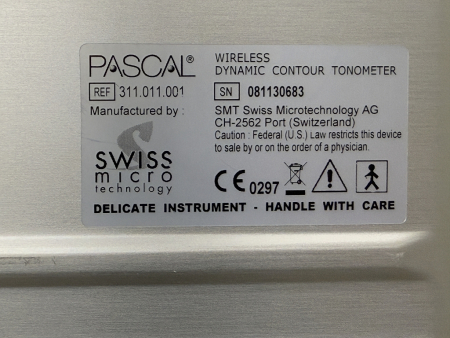 PASCAL®
WIRELESS
DYNAMIC CONTOUR TONOMETER
REF 311.011.001
SN 081130683
Manufactured by :
SMT Swiss Microtechnology AG
CH-2562 Port (Switzerland)
Caution : Federal (U.S.) Law restricts this device
to sale by or on the order of a physician.
SWISS
micro
technology
CE 0297
DELICATE INSTRUMENT - HANDLE WITH CARE